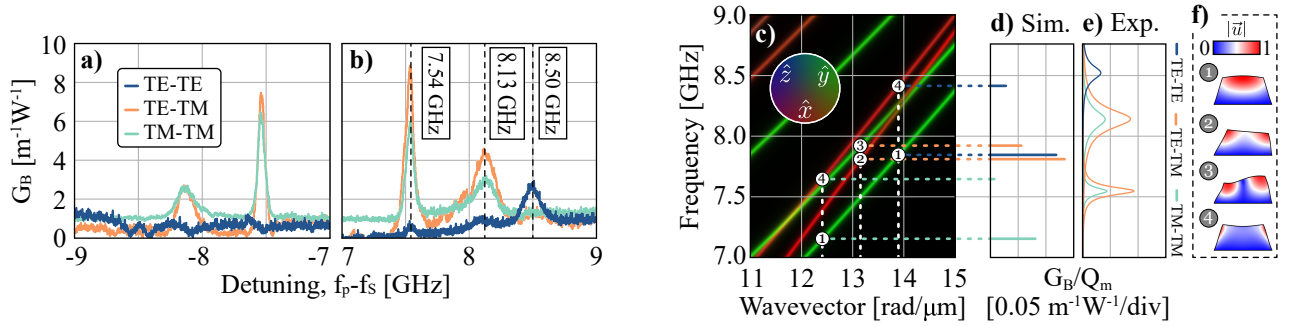 a)
TE-TE
TE-TM
TM-TM
G_B [m⁻¹W⁻¹]
10
8
6
4
2
0
-9
-8
-7
b)
7.54 GHz
8.13 GHz
8.50 GHz
7
8
9
Detuning, f_p-f_S [GHz]
c)
ẑ
ŷ
x̂
Frequency [GHz]
9.0
8.5
8.0
7.5
7.0
4
3
2
1
4
1
11
12
13
14
15
Wavevector [rad/μm]
d) Sim.
e) Exp.
G_B/Q_m
[0.05 m⁻¹W⁻¹/div]
TE-TE
TE-TM
TM-TM
f)
|u⃗|
0
1
1
2
3
4